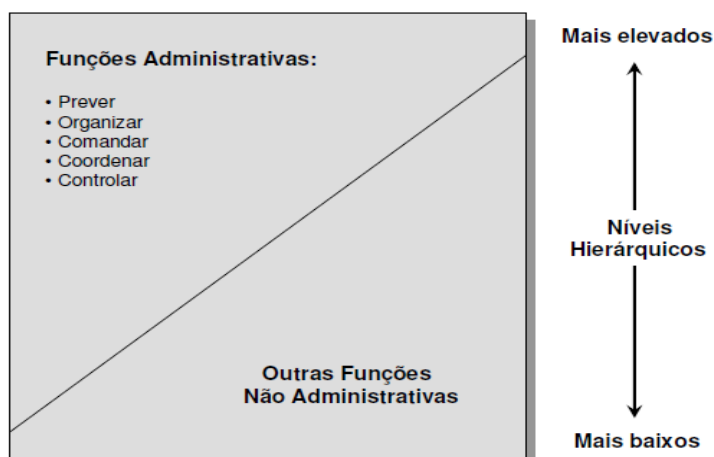 Funções Administrativas:
• Prever
• Organizar
• Comandar
• Coordenar
• Controlar
Outras Funções
Não Administrativas
Mais elevados
Níveis
Hierárquicos
Mais baixos